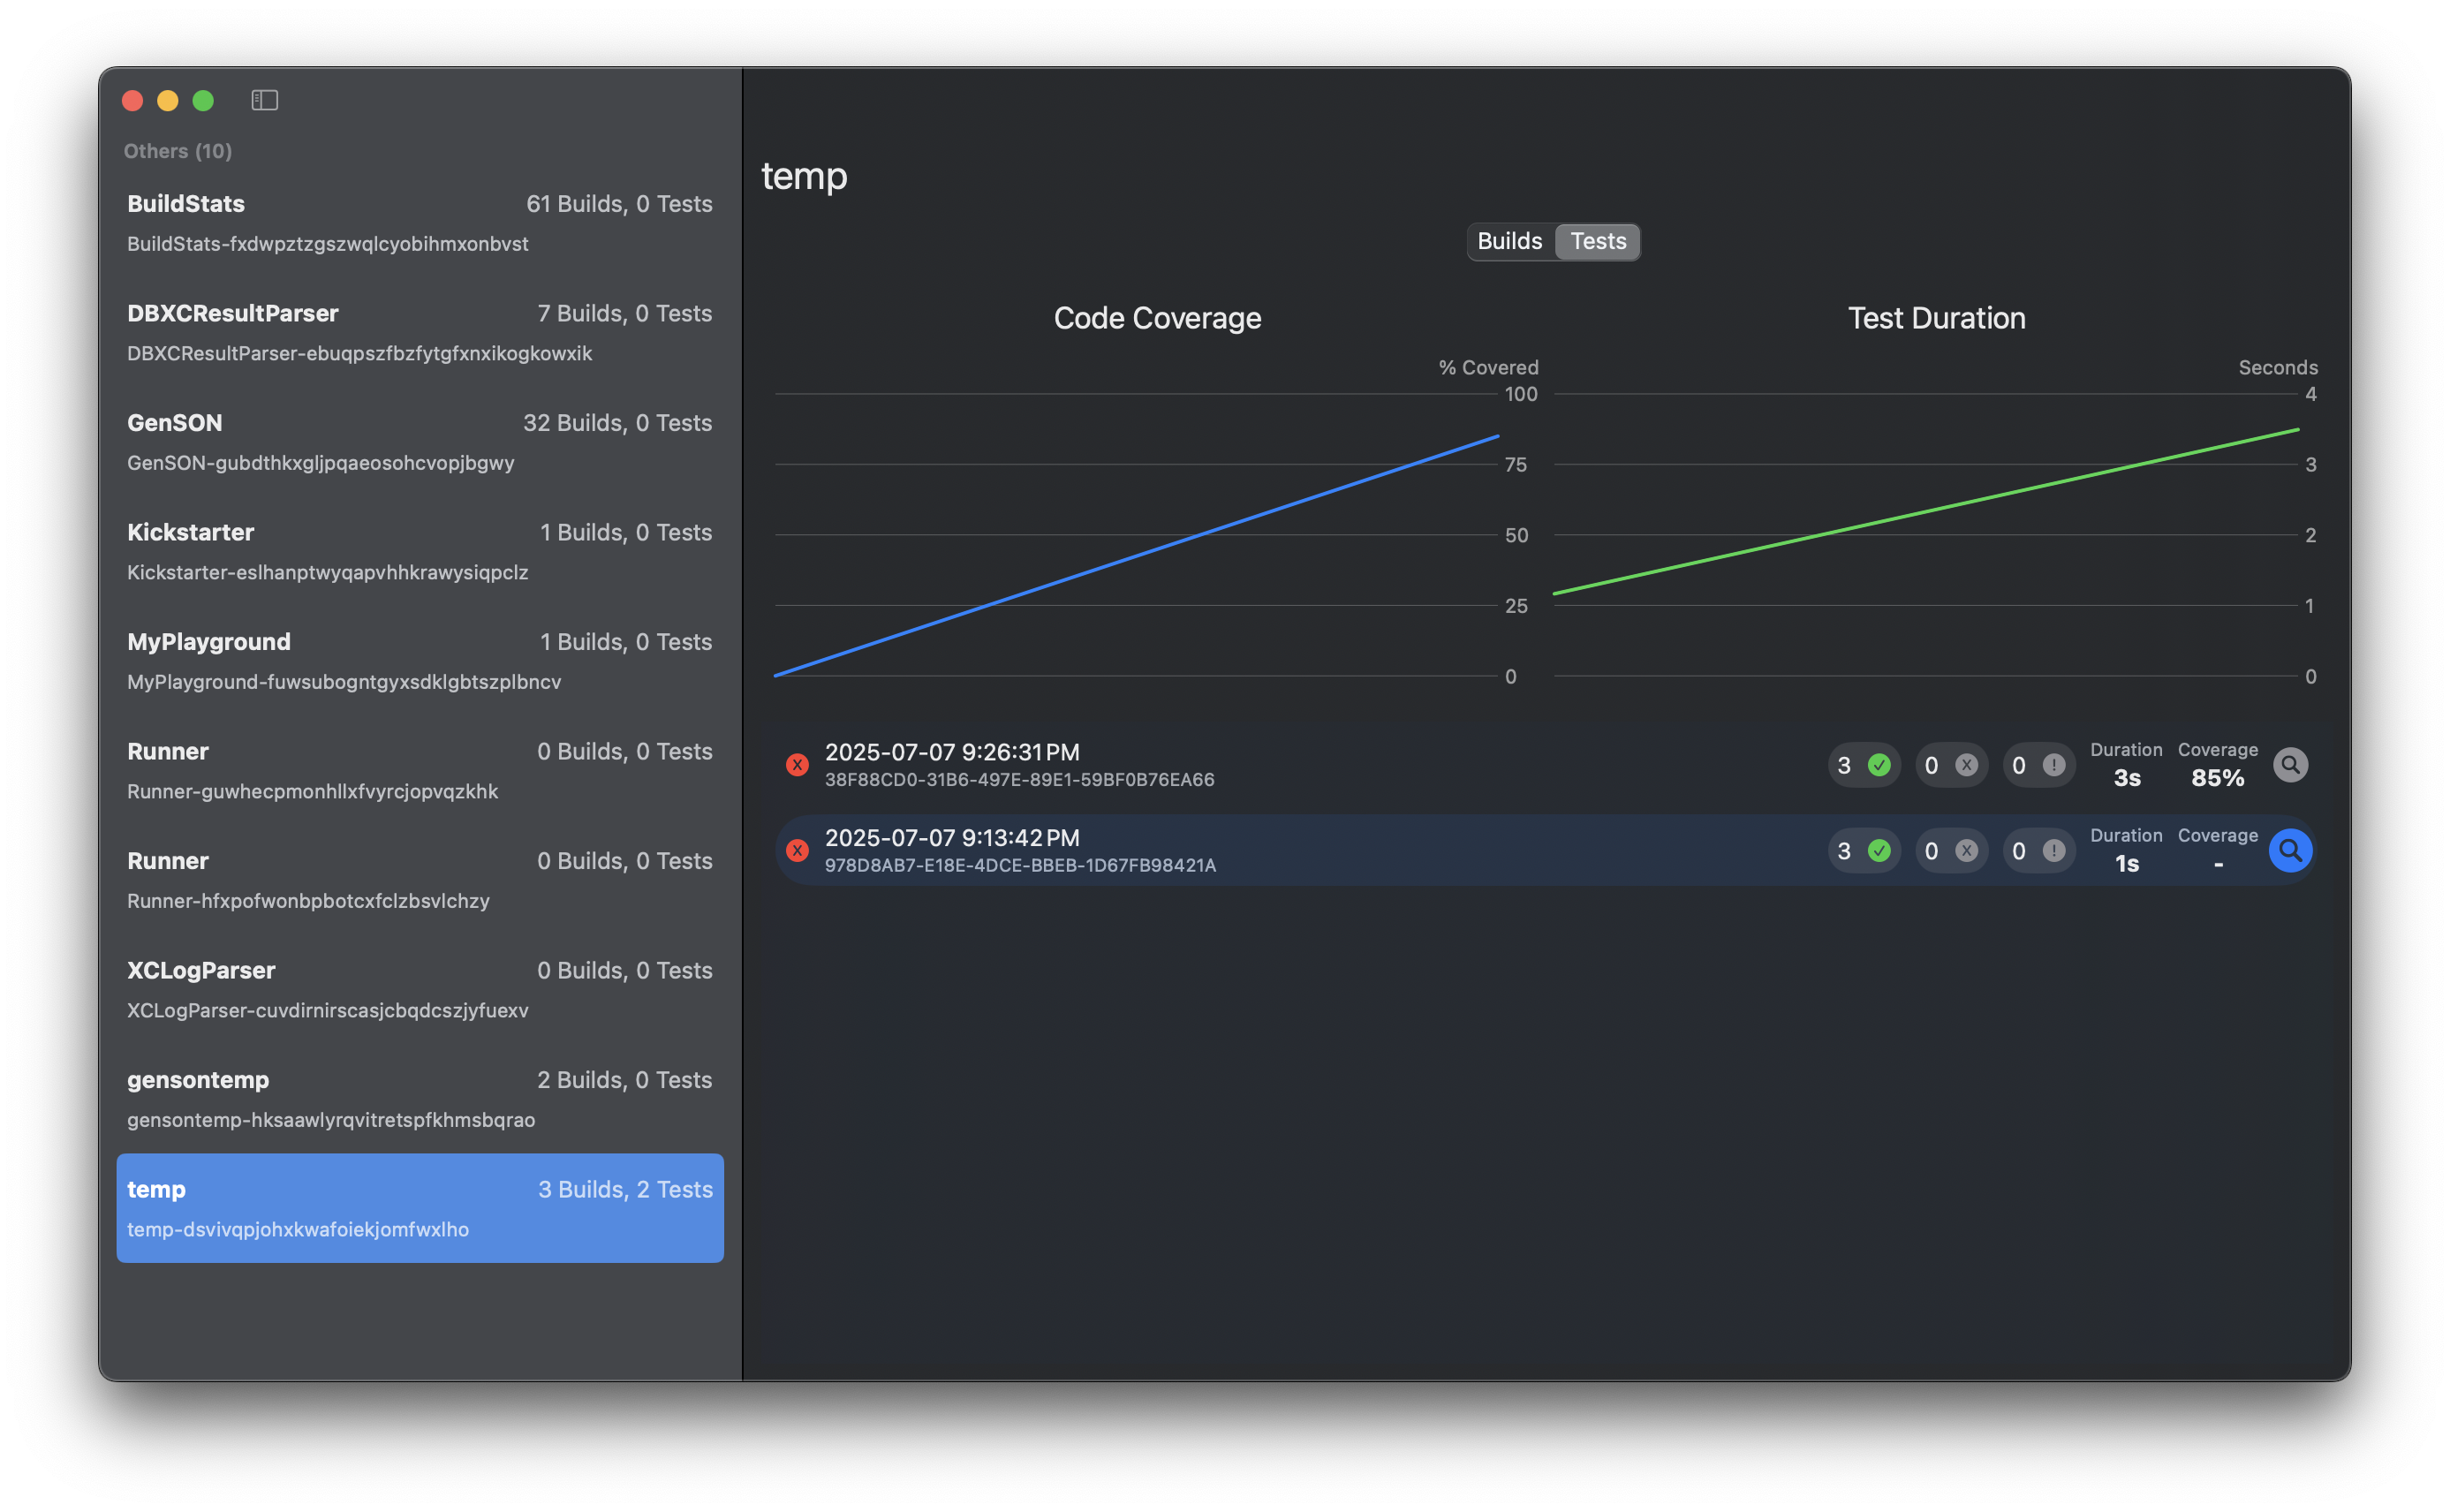 Others (10)
BuildStats 61 Builds, 0 Tests
BuildStats-fxdwpztzgszwqlcyobihmxonbvst
DBXCResultParser 7 Builds, 0 Tests
DBXCResultParser-ebuqpszfbzfytgfxnxikogkowxik
GenSON 32 Builds, 0 Tests
GenSON-gubdthkxgljpqaeosohcvopjbgwy
Kickstarter 1 Builds, 0 Tests
Kickstarter-eslhanptwyqapvhhkrawysiqpclz
MyPlayground 1 Builds, 0 Tests
MyPlayground-fuwsubogntgyxsdklgbtszplbncv
Runner 0 Builds, 0 Tests
Runner-guwhecpmonhllxfvyrcjopvqzkhk
Runner 0 Builds, 0 Tests
Runner-hfxpofwonbpbotcxfclzbsvlchzy
XCLogParser 0 Builds, 0 Tests
XCLogParser-cuvdirnirscasjcbqdcszjyfuexv
gensontemp 2 Builds, 0 Tests
gensontemp-hksaawlyrqvitretspfkhmsbqrao
temp 3 Builds, 2 Tests
temp-dsvivqpjohxkwafoiekjomfwxlho
temp
Builds Tests
Code Coverage
% Covered
100
75
50
25
0
Test Duration
Seconds
4
3
2
1
0
2025-07-07 9:26:31 PM
38F88CD0-31B6-497E-89E1-59BF0B76EA66
3 0 0
Duration Coverage
3s 85%
2025-07-07 9:13:42 PM
978D8AB7-E18E-4DCE-BBEB-1D67FB98421A
3 0 0
Duration Coverage
1s -